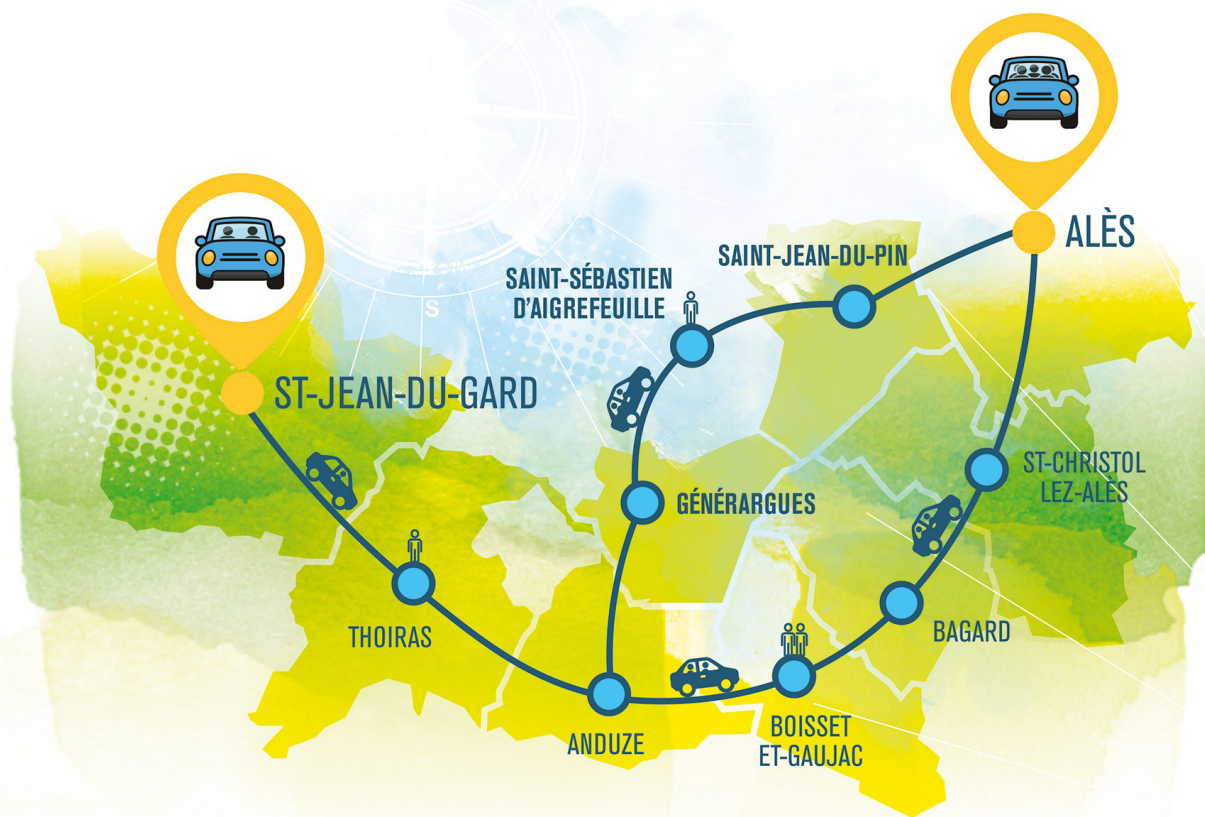 ALÈS
SAINT-JEAN-DU-PIN
SAINT-SÉBASTIEN
D'AIGREFEUILLE
S
ST-JEAN-DU-GARD
ST-CHRISTOL
LEZ-ALÈS
GÉNÉRARGUES
THOIRAS
BAGARD
ANDUZE
BOISSET
ET-GAUJAC